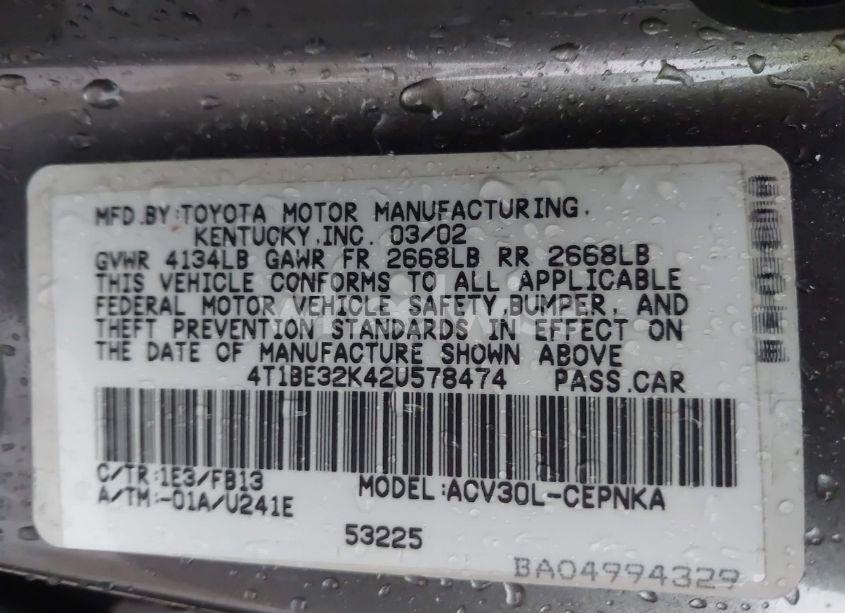 MFD.BY:TOYOTA MOTOR MANUFACTURING,
KENTUCKY,INC. 03/02
GVWR 4134LB GAWR FR 2668LB RR 2668LB
THIS VEHICLE CONFORMS TO ALL APPLICABLE
FEDERAL MOTOR VEHICLE SAFETY,BUMPER, AND
THEFT PREVENTION STANDARDS IN EFFECT ON
THE DATE OF MANUFACTURE SHOWN ABOVE
4T1BE32K42U578474 PASS.CAR
C/TR:1E3/FB13
A/TM:-01A/U241E
MODEL:ACV30L-CEPNKA
53225
BA04994329